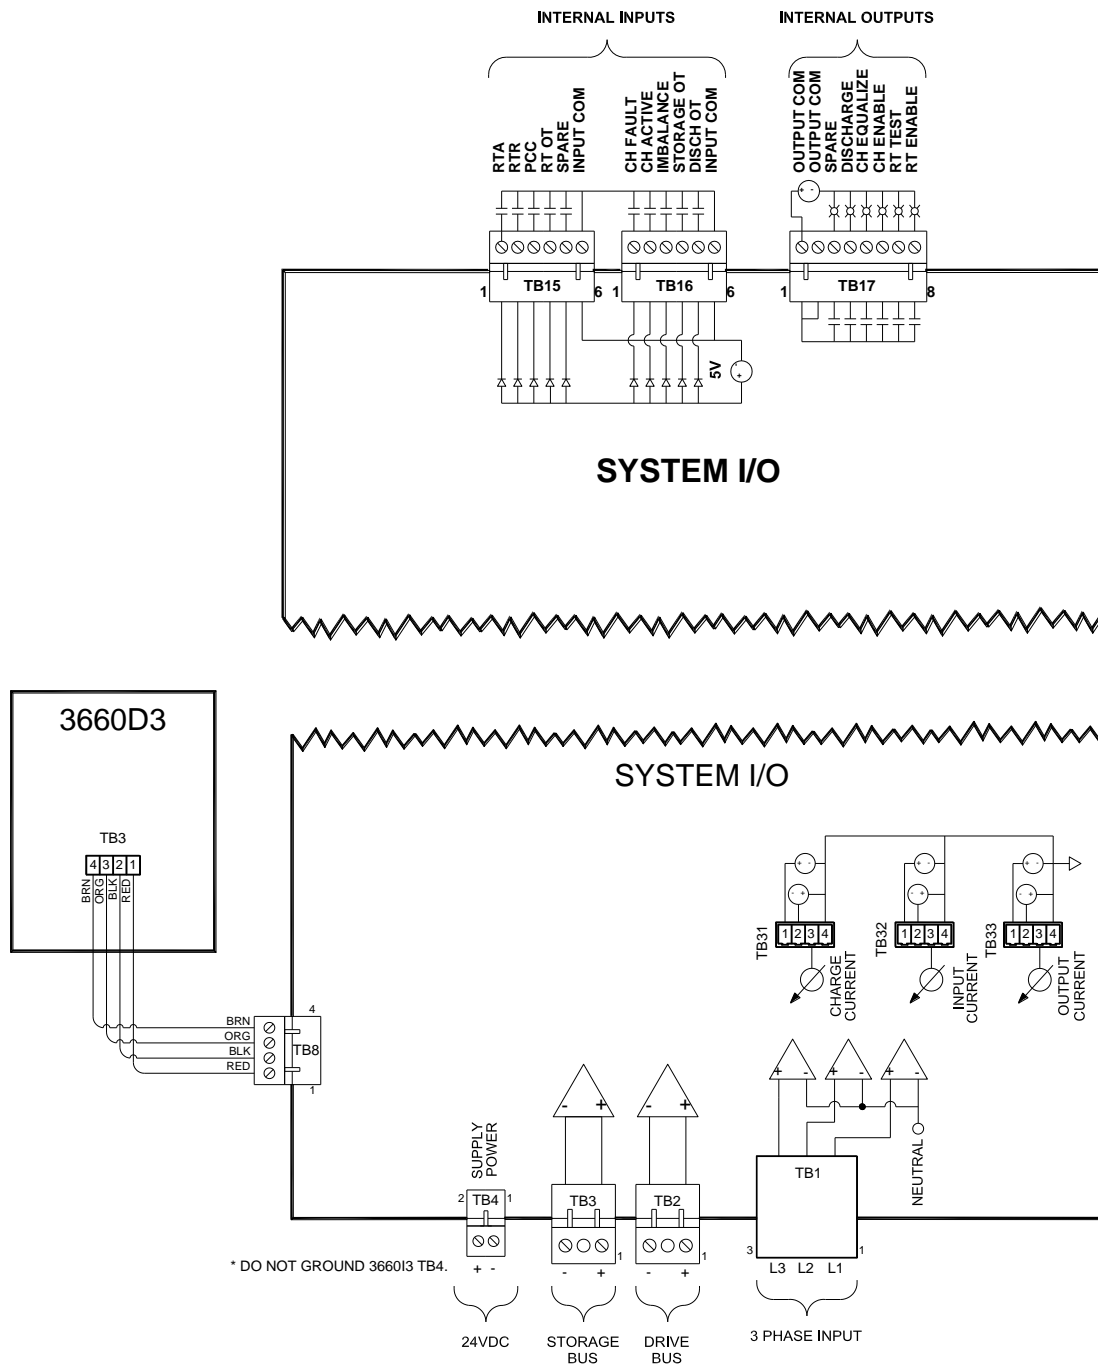 INTERNAL INPUTS
INTERNAL OUTPUTS
RTA
RTR
PCC
RT OT
SPARE
INPUT COM
CH FAULT
CH ACTIVE
IMBALANCE
STORAGE OT
DISCH OT
INPUT COM
OUTPUT COM
OUTPUT COM
SPARE
DISCHARGE
CH EQUALIZE
CH ENABLE
RT TEST
RT ENABLE
+ -
1 TB15 6
1 TB16 6
1 TB17 8
5V
- +
SYSTEM I/O
3660D3
TB3
4 3 2 1
BRN
ORG
BLK
RED
SYSTEM I/O
+ -
+ -
+ -
- +
- +
- +
TB31
1 2 3 4
TB32
1 2 3 4
TB33
1 2 3 4
CHARGE
CURRENT
INPUT
CURRENT
OUTPUT
CURRENT
4
BRN
ORG
BLK
RED
TB8
1
SUPPLY
POWER
2 TB4 1
+ -
- +
TB3
1
- +
- +
TB2
1
- +
+ -
+ -
+ -
NEUTRAL
TB1
3 1
L3 L2 L1
* DO NOT GROUND 3660I3 TB4.
24VDC
STORAGE
BUS
DRIVE
BUS
3 PHASE INPUT